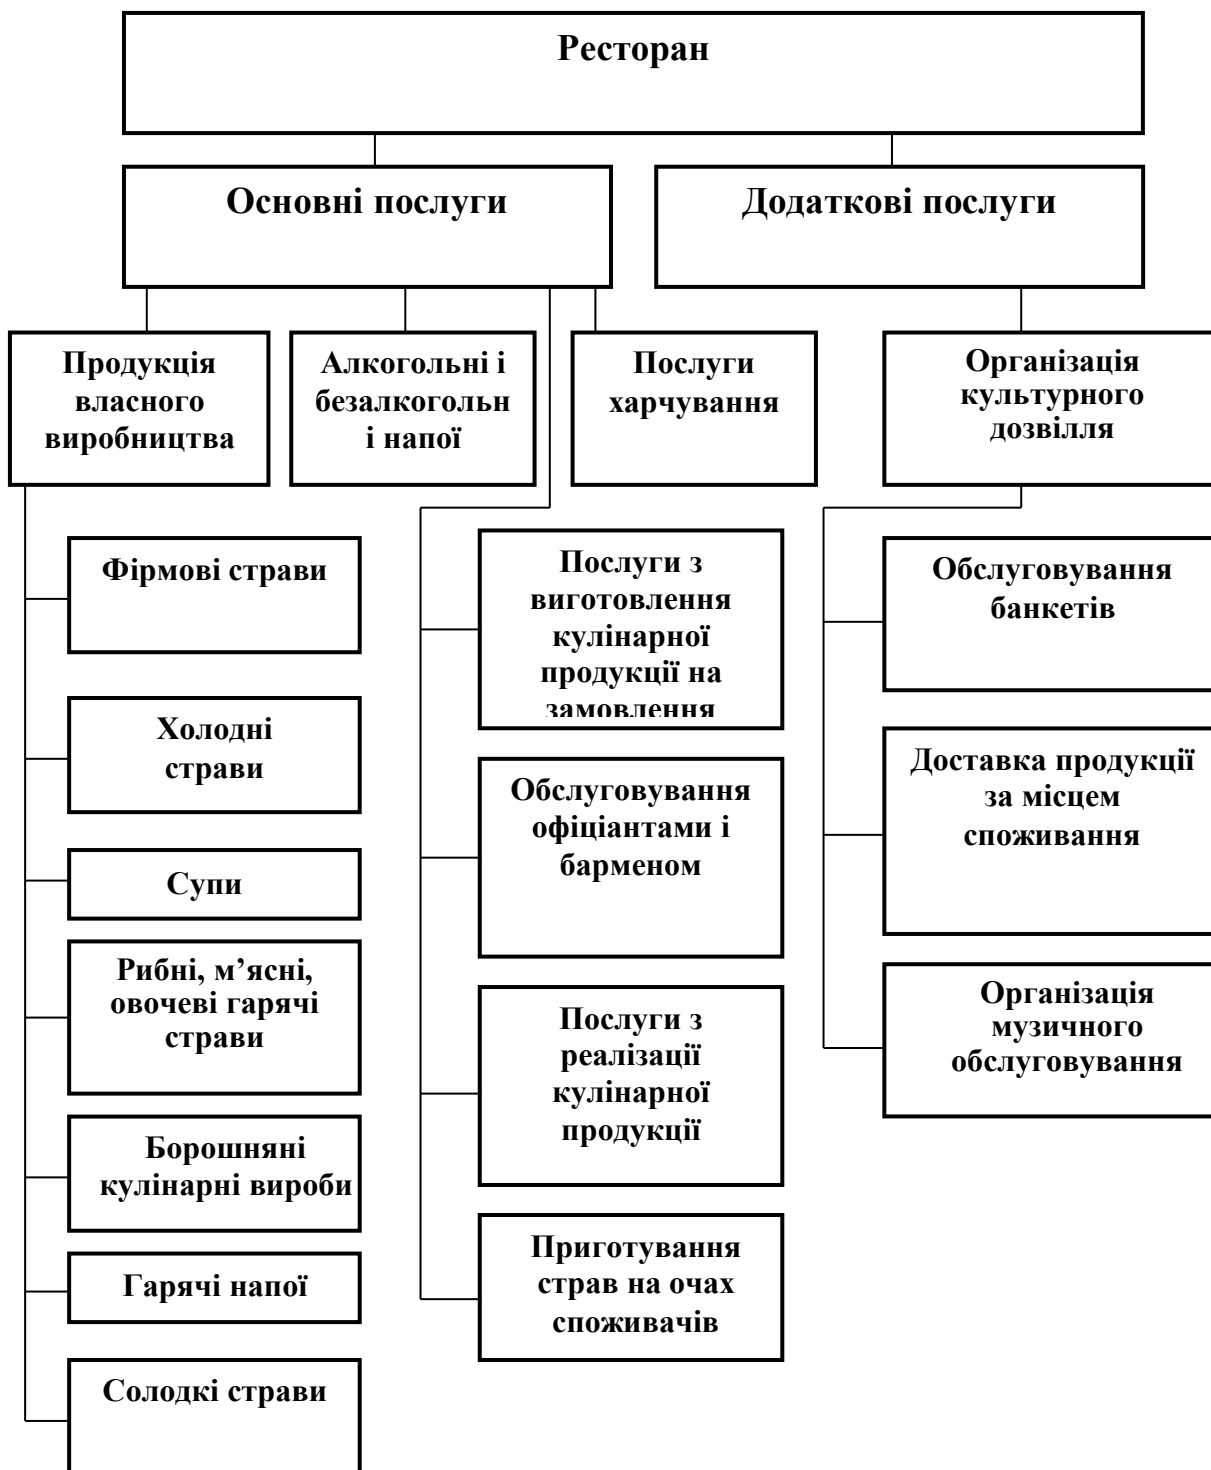 Ресторан
Основні послуги
Додаткові послуги
Продукція
власного
виробництва
Алкогольні і
безалкогольн
і напої
Послуги
харчування
Організація
культурного
дозвілля
Фірмові страви
Холодні
страви
Супи
Рибні, м’ясні,
овочеві гарячі
страви
Борошняні
кулінарні вироби
Гарячі напої
Солодкі страви
Послуги з
виготовлення
кулінарної
продукції на
замовлення
Обслуговування
офіціантами і
барменом
Послуги з
реалізації
кулінарної
продукції
Приготування
страв на очах
споживачів
Обслуговування
банкетів
Доставка продукції
за місцем
споживання
Організація
музичного
обслуговування